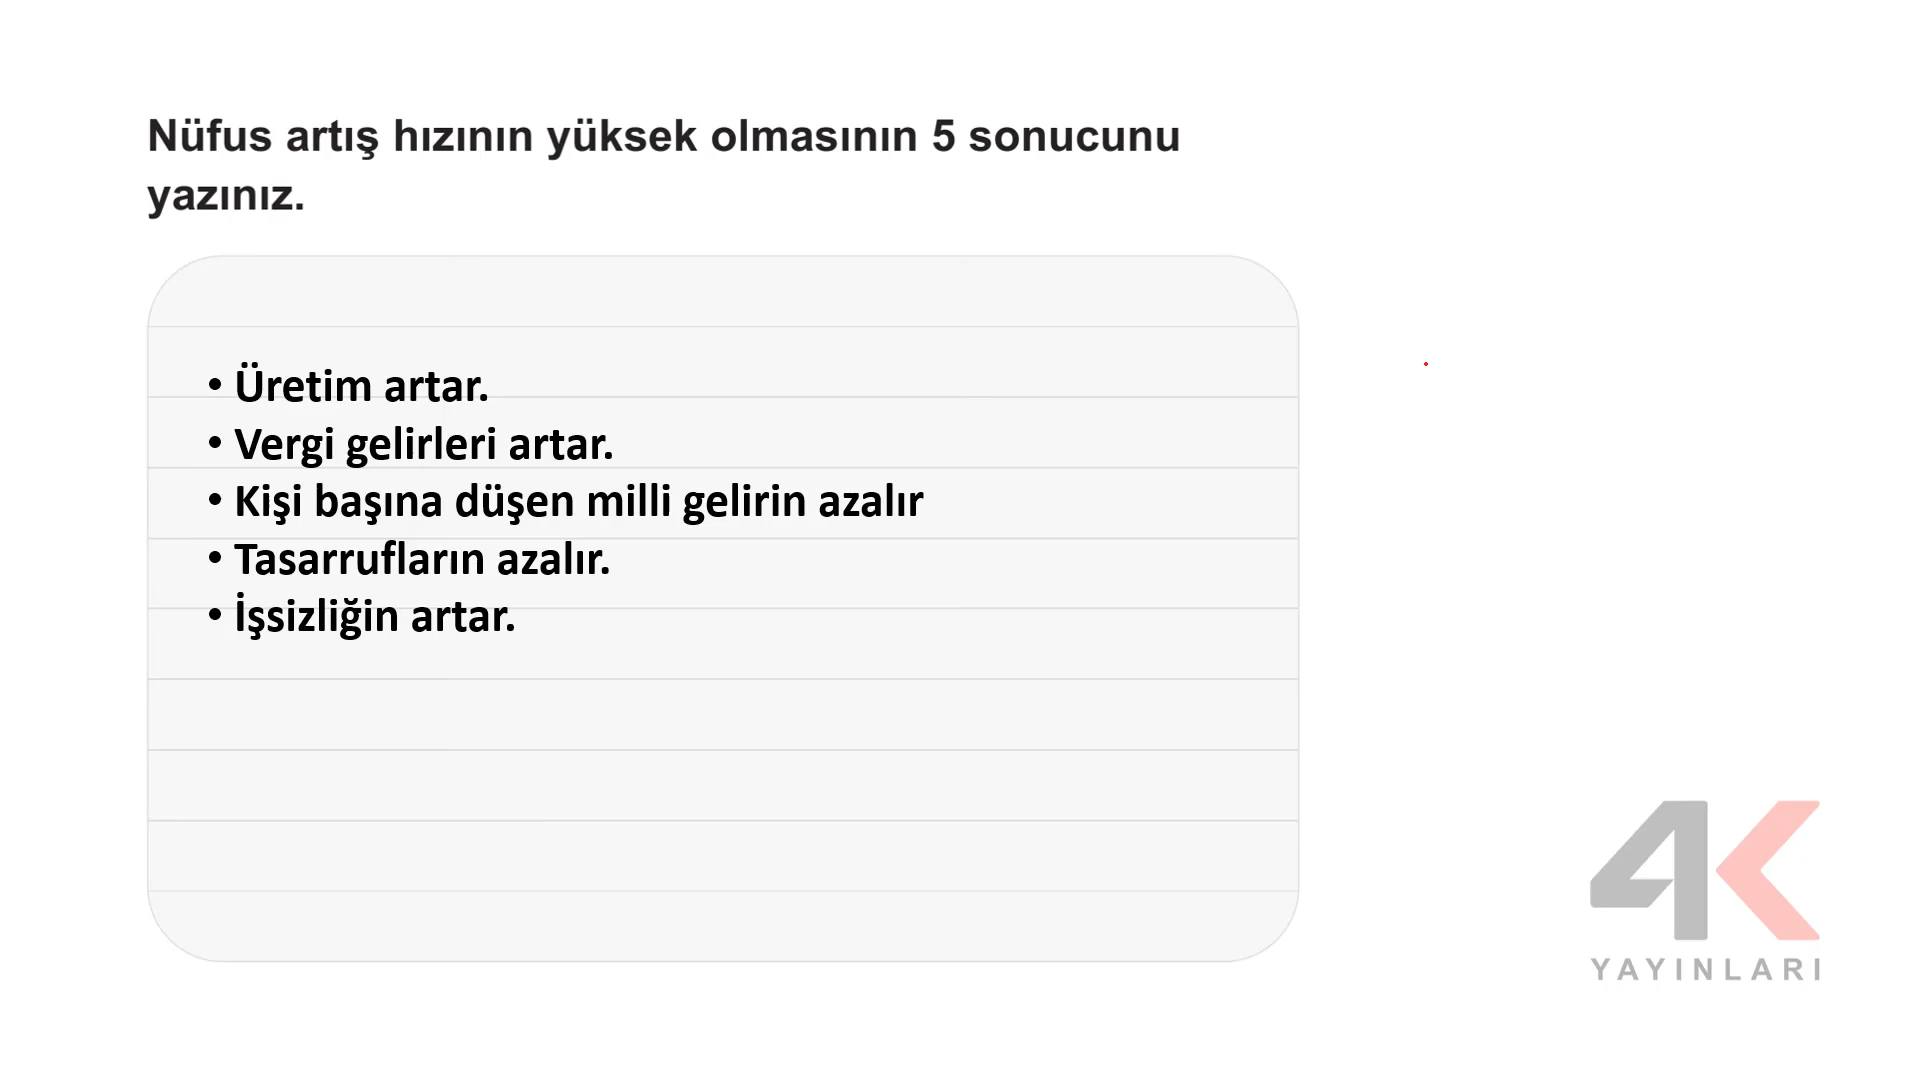 Nüfus artış hızının yüksek olmasının 5 sonucunu
yazınız.
• Üretim artar.
• Vergi gelirleri artar.
• Kişi başına düşen milli gelirin azalır
• Tasarrufların azalır.
• İşsizliğin artar.
4K
YAYINLARI